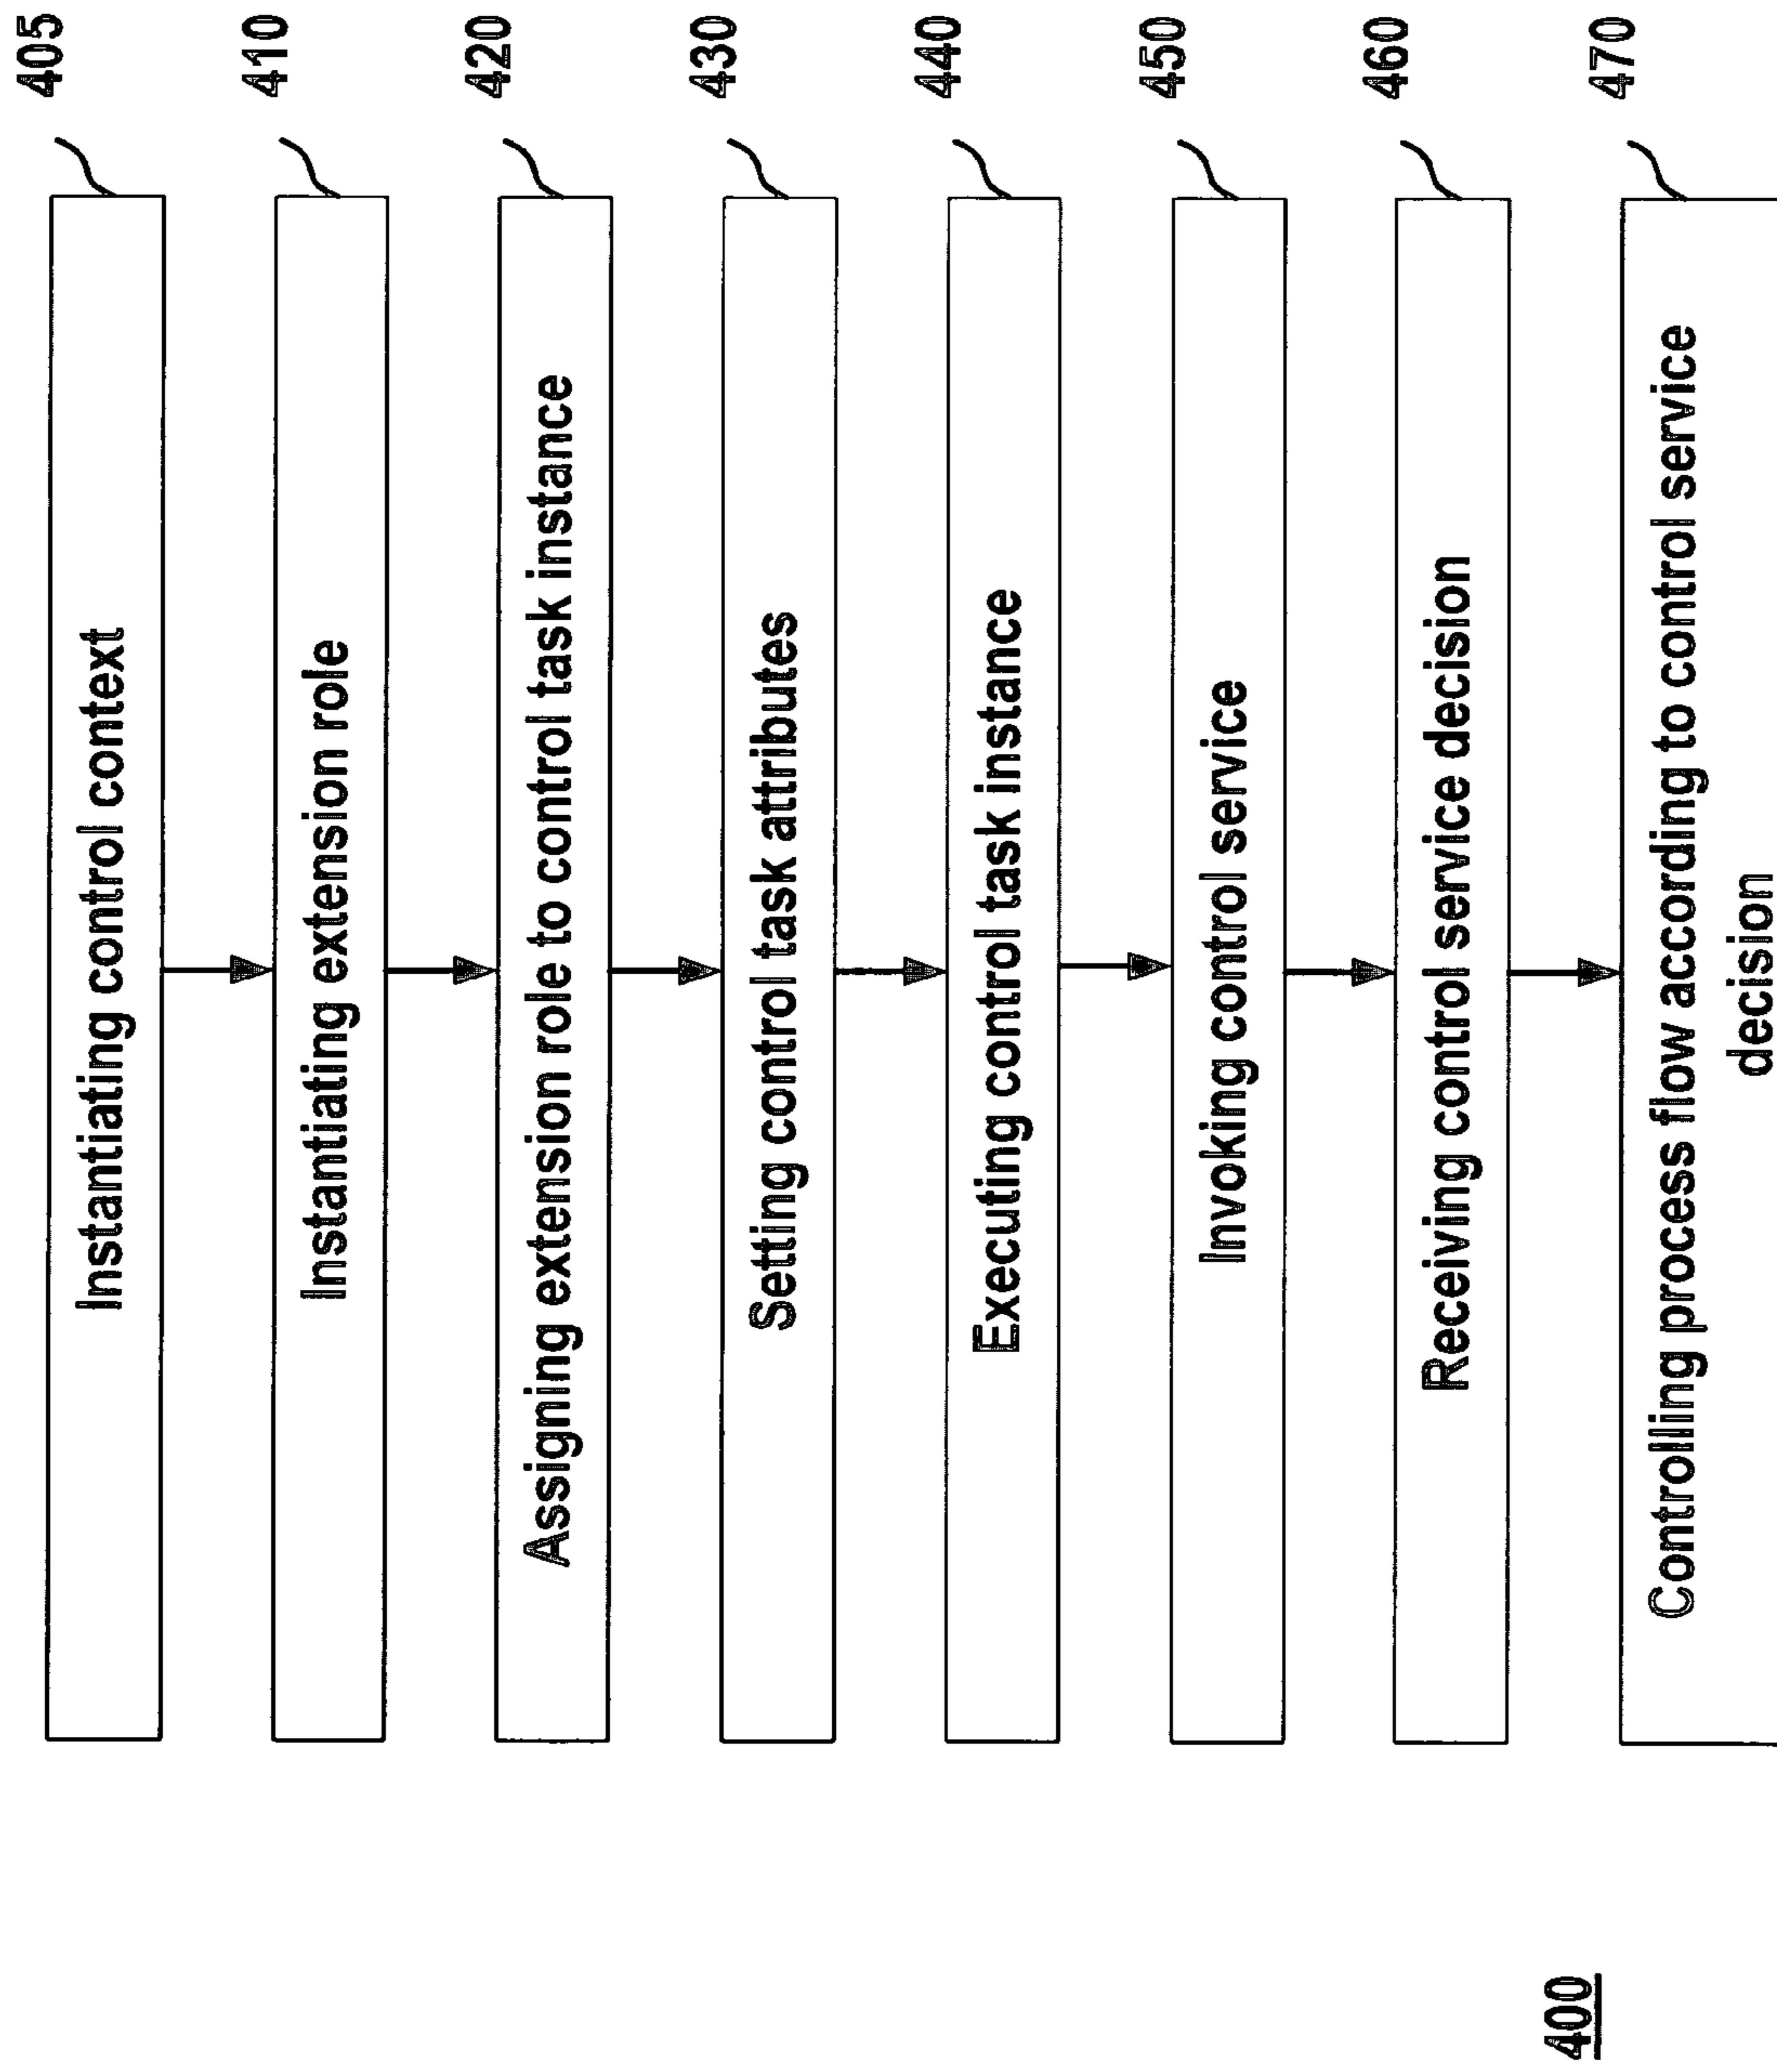 Instantiating control context
405
Instantiating extension role
410
Assigning extension role to control task instance
420
Setting control task attributes
430
Executing control task instance
440
Invoking control service
450
Receiving control service decision
460
Controlling process flow according to control service
decision
470
400